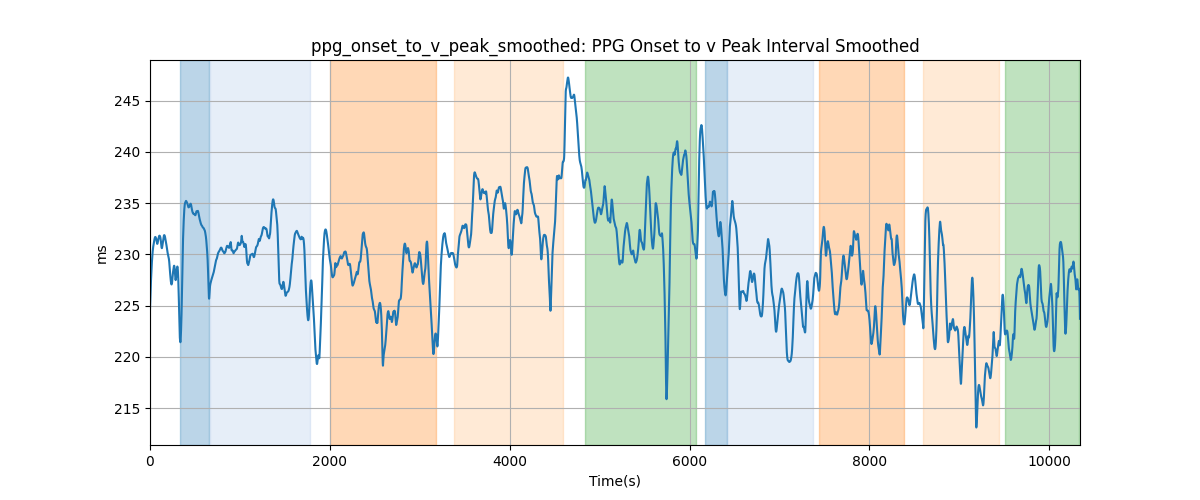 ppg_onset_to_v_peak_smoothed: PPG Onset to v Peak Interval Smoothed
245
240
235
230
225
220
215
ms
0 2000 4000 6000 8000 10000
Time(s)